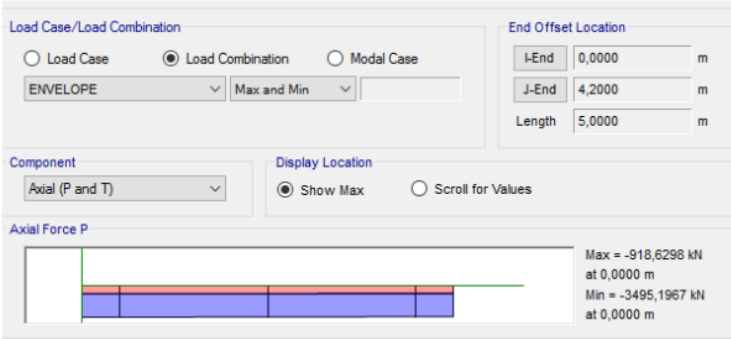 Load Case/Load Combination
Load Case Load Combination Modal Case
ENVELOPE Max and Min
End Offset Location
I-End 0,0000 m
J-End 4,2000 m
Length 5,0000 m
Component
Axial (P and T)
Display Location
Show Max Scroll for Values
Axial Force P
Max = -918,6298 kN
at 0,0000 m
Min = -3495,1967 kN
at 0,0000 m